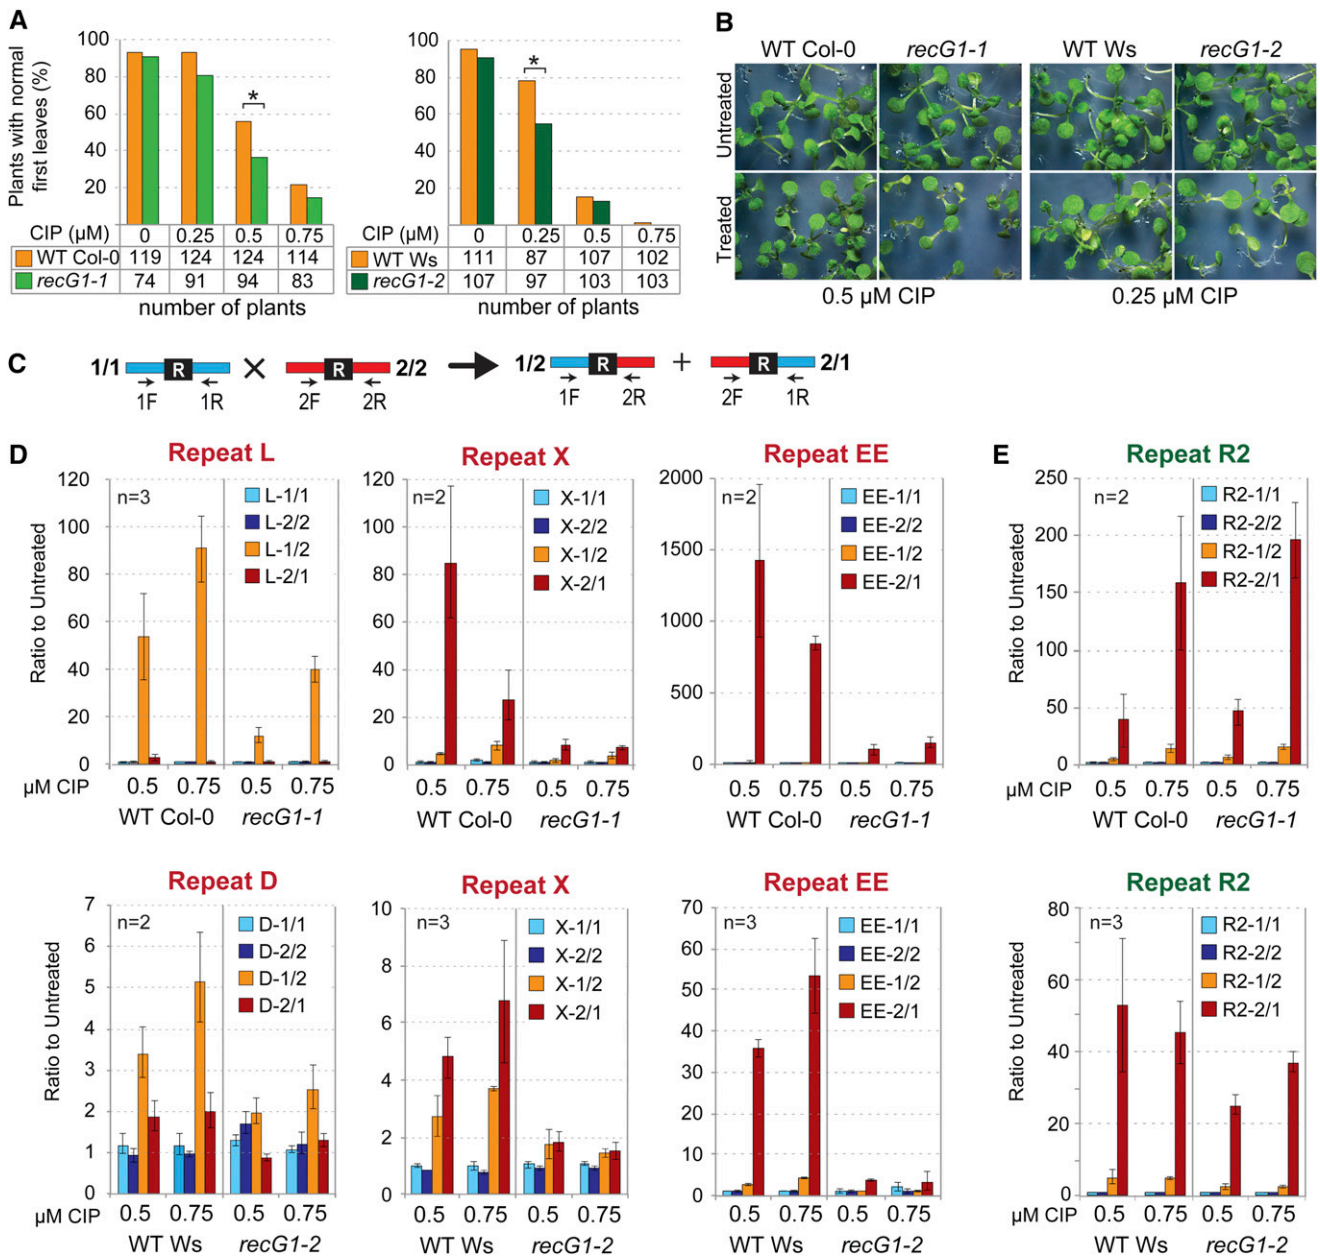 A
Plants with normal
first leaves (%)
100
80
60
40
20
*
CIP (µM)
0 0.25 0.5 0.75
WT Col-0 119 124 124 114
recG1-1 74 91 94 83
number of plants
100
80
60
40
20
*
CIP (µM)
0 0.25 0.5 0.75
WT Ws 111 87 107 102
recG1-2 107 97 103 103
number of plants
B
WT Col-0 recG1-1 WT Ws recG1-2
Untreated
Treated
0.5 µM CIP 0.25 µM CIP
C
1/1 R × R 2/2 1/2 R + R 2/1
1F 1R 2F 2R 1F 2R 2F 1R
D
Repeat L
Ratio to Untreated
120
100
80
60
40
20
0
n=3
L-1/1
L-2/2
L-1/2
L-2/1
µM CIP 0.5 0.75 0.5 0.75
WT Col-0 recG1-1
Repeat X
120
100
80
60
40
20
0
n=2
X-1/1
X-2/2
X-1/2
X-2/1
0.5 0.75 0.5 0.75
WT Col-0 recG1-1
Repeat EE
2000
1500
1000
500
0
n=2
EE-1/1
EE-2/2
EE-1/2
EE-2/1
0.5 0.75 0.5 0.75
WT Col-0 recG1-1
E
Repeat R2
Ratio to Untreated
250
200
150
100
50
0
n=2
R2-1/1
R2-2/2
R2-1/2
R2-2/1
µM CIP 0.5 0.75 0.5 0.75
WT Col-0 recG1-1
Repeat D
Ratio to Untreated
7
6
5
4
3
2
1
0
n=2
D-1/1
D-2/2
D-1/2
D-2/1
µM CIP 0.5 0.75 0.5 0.75
WT Ws recG1-2
Repeat X
10
8
6
4
2
0
n=3
X-1/1
X-2/2
X-1/2
X-2/1
0.5 0.75 0.5 0.75
WT Ws recG1-2
Repeat EE
70
60
50
40
30
20
10
0
n=3
EE-1/1
EE-2/2
EE-1/2
EE-2/1
0.5 0.75 0.5 0.75
WT Ws recG1-2
Repeat R2
Ratio to Untreated
80
60
40
20
0
n=3
R2-1/1
R2-2/2
R2-1/2
R2-2/1
µM CIP 0.5 0.75 0.5 0.75
WT Ws recG1-2